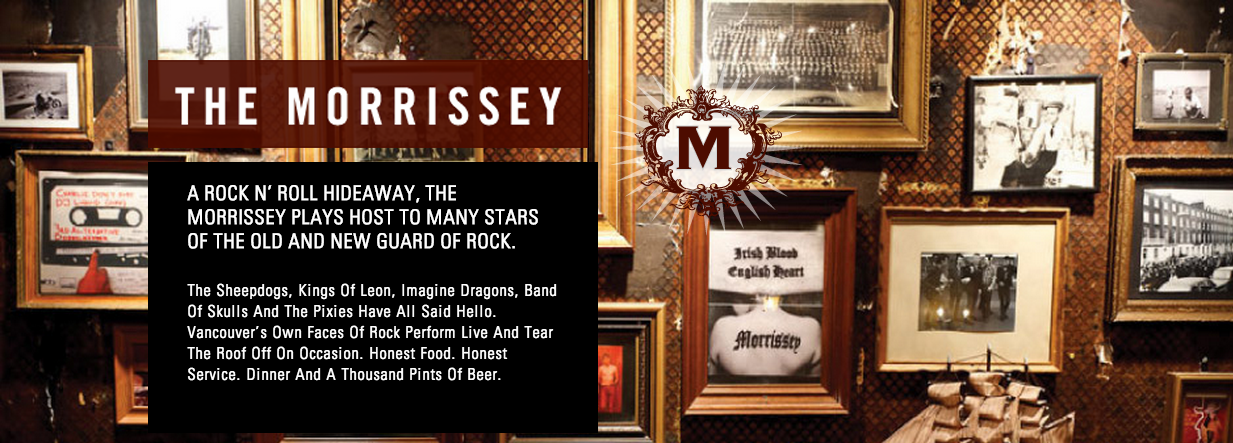 THE MORRISSEY
M
A ROCK N' ROLL HIDEAWAY, THE
MORRISSEY PLAYS HOST TO MANY STARS
OF THE OLD AND NEW GUARD OF ROCK.
The Sheepdogs, Kings Of Leon, Imagine Dragons, Band
Of Skulls And The Pixies Have All Said Hello.
Vancouver's Own Faces Of Rock Perform Live And Tear
The Roof Off On Occasion. Honest Food. Honest
Service. Dinner And A Thousand Pints Of Beer.
Irish Blood
English Heart
Morrissey